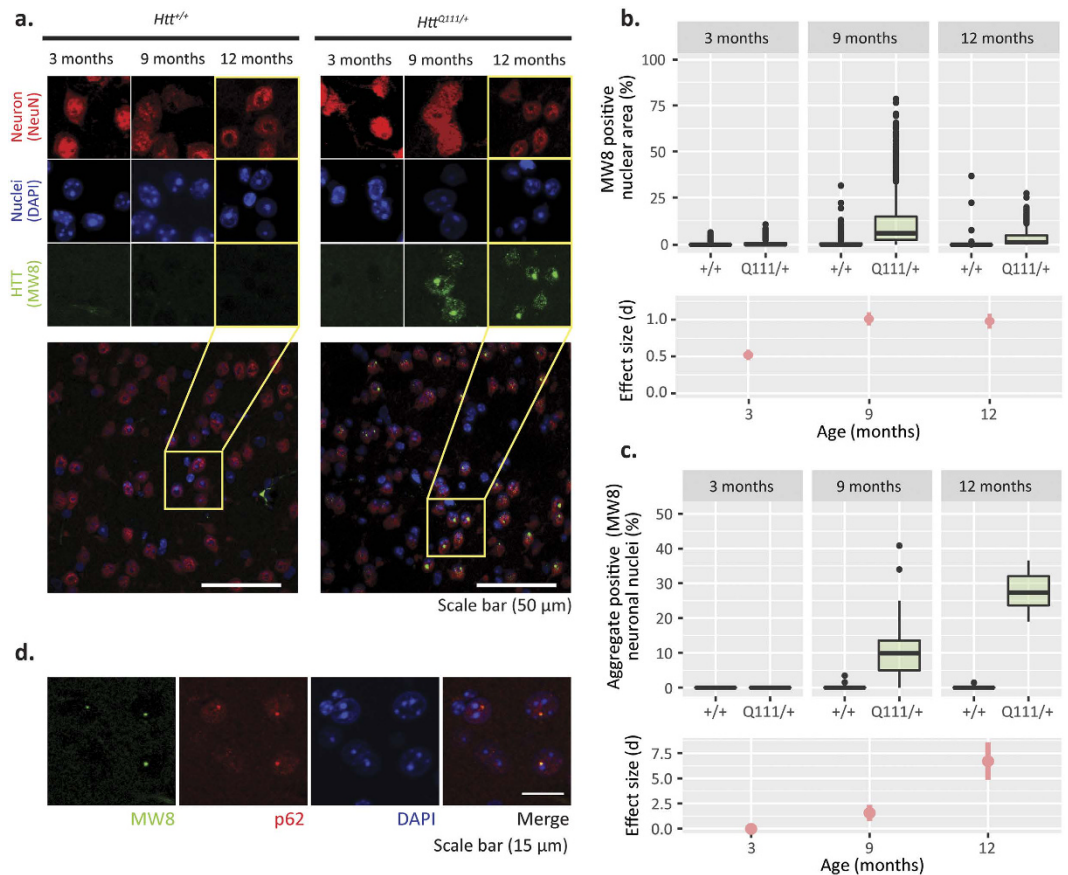 a.
Htt+/+
HttQ111/+
3 months 9 months 12 months
3 months 9 months 12 months
Neuron
(NeuN)
Nuclei
(DAPI)
HTT
(MW8)
Scale bar (50 µm)
b.
3 months
9 months
12 months
MW8 positive
nuclear area (%)
100
75
50
25
0
+/+ Q111/+ +/+ Q111/+ +/+ Q111/+
Effect size (d)
1.0
0.5
0.0
3 9 12
Age (months)
c.
3 months
9 months
12 months
Aggregate positive (MW8)
neuronal nuclei (%)
50
40
30
20
10
0
+/+ Q111/+ +/+ Q111/+ +/+ Q111/+
Effect size (d)
7.5
5.0
2.5
0.0
3 9 12
Age (months)
d.
MW8 p62 DAPI Merge
Scale bar (15 µm)